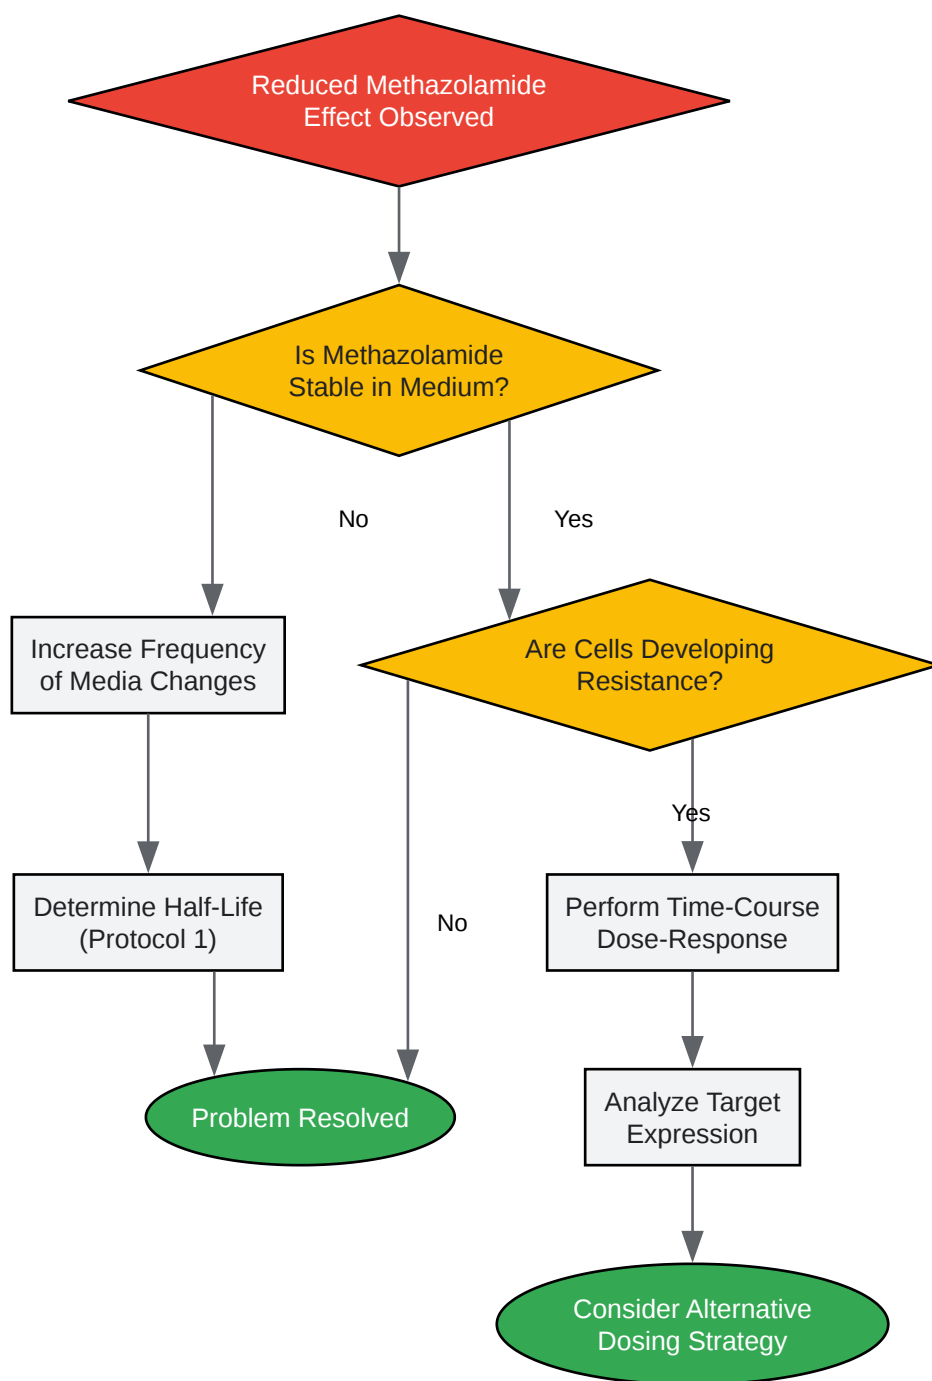 Reduced Methazolamide
Effect Observed
Is Methazolamide
Stable in Medium?
No
Yes
Increase Frequency
of Media Changes
Are Cells Developing
Resistance?
Yes
Determine Half-Life
(Protocol 1)
No
Perform Time-Course
Dose-Response
Problem Resolved
Analyze Target
Expression
Consider Alternative
Dosing Strategy